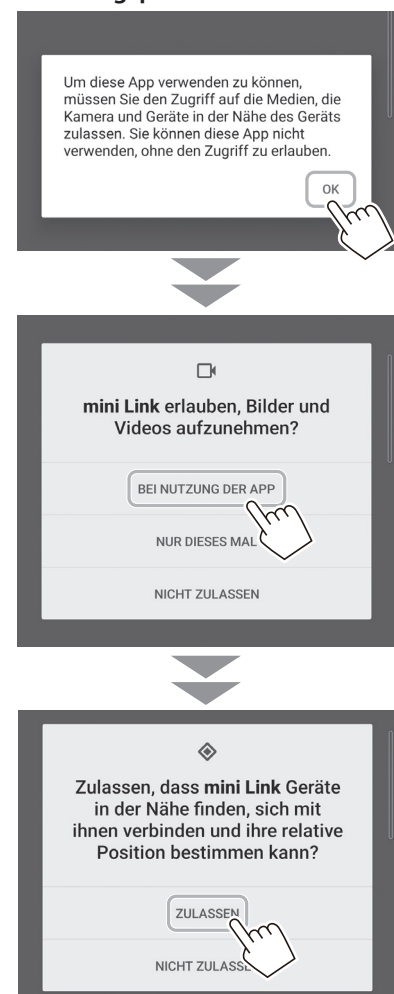 Um diese App verwenden zu können,
müssen Sie den Zugriff auf die Medien, die
Kamera und Geräte in der Nähe des Geräts
zulassen. Sie können diese App nicht
verwenden, ohne den Zugriff zu erlauben.
OK
mini Link erlauben, Bilder und
Videos aufzunehmen?
BEI NUTZUNG DER APP
NUR DIESES MAL
NICHT ZULASSEN
Zulassen, dass mini Link Geräte
in der Nähe finden, sich mit
ihnen verbinden und ihre relative
Position bestimmen kann?
ZULASSEN
NICHT ZULASSE